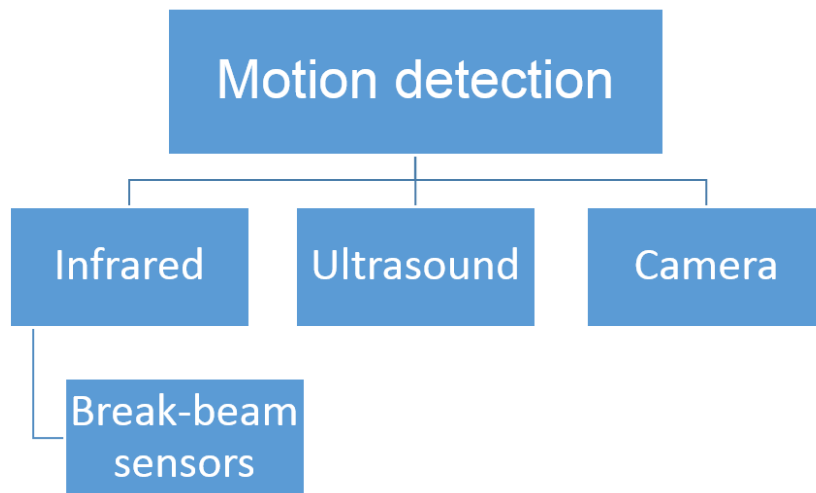 Motion detection
Infrared
Ultrasound
Camera
Break-beam
sensors